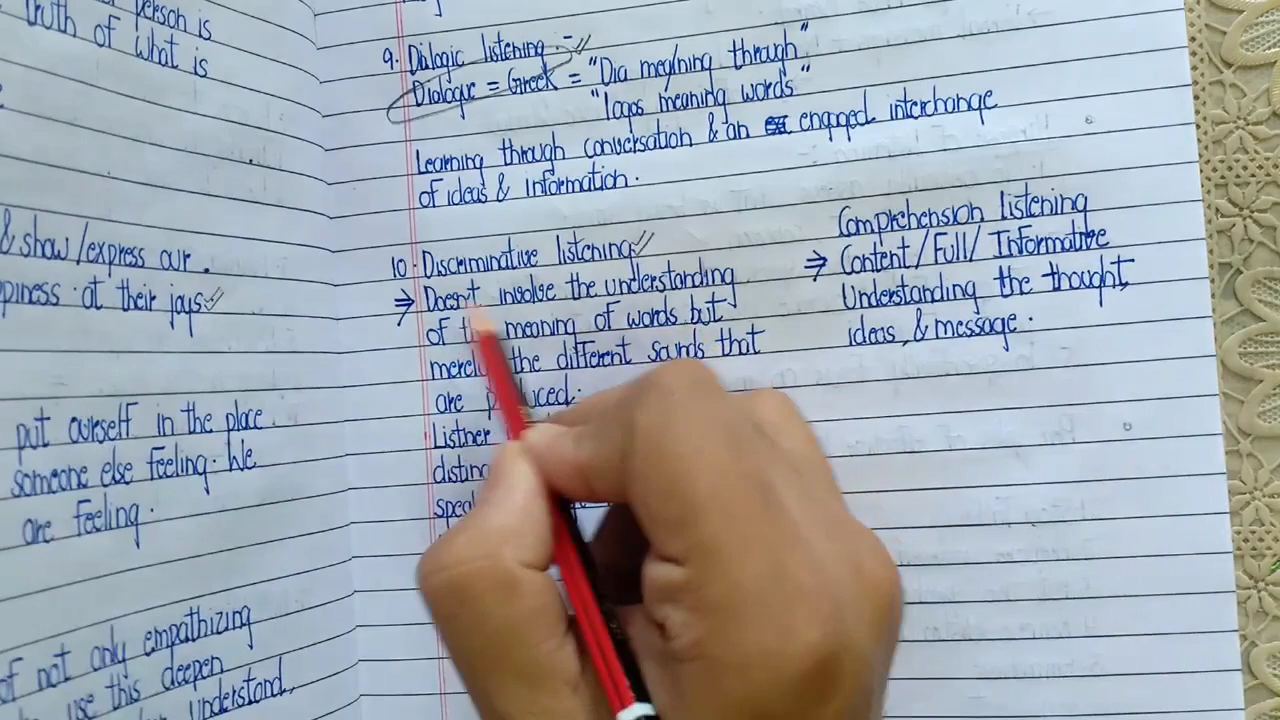 person is
truth of what is
& show/express our.
piness. at their joys
put ourself in the place.
someone else feeling. We
are feeling.
of not only empathizing
use this deepen
understand,
9. Dialogic listening :-
Dialogue = Greek = "Dia meaning through"
"logos meaning words"
Learning through conversation & an engaged interchange
of ideas & information.
10. Discriminative listening
⇒ Doesn't involve the understanding
of the meaning of words but
merely the different sounds that
are produced.
listner
disting
spea
Comprehension listening
⇒ Content/Full/Informative
Understanding the thought,
ideas, & message.